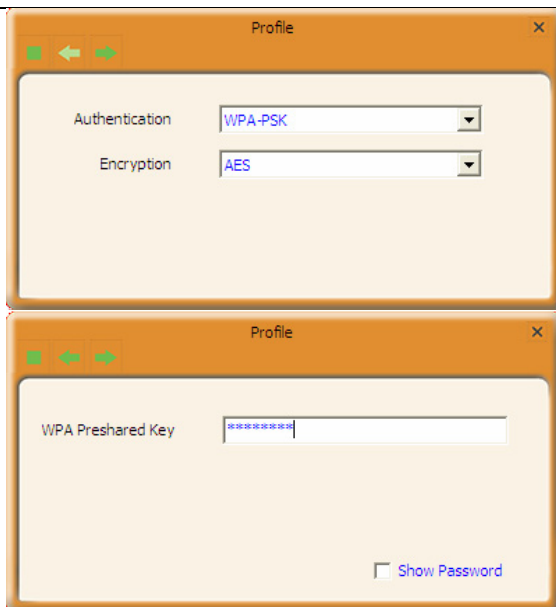 Profile
Authentication WPA-PSK
Encryption AES
Profile
WPA Preshared Key ********
Show Password